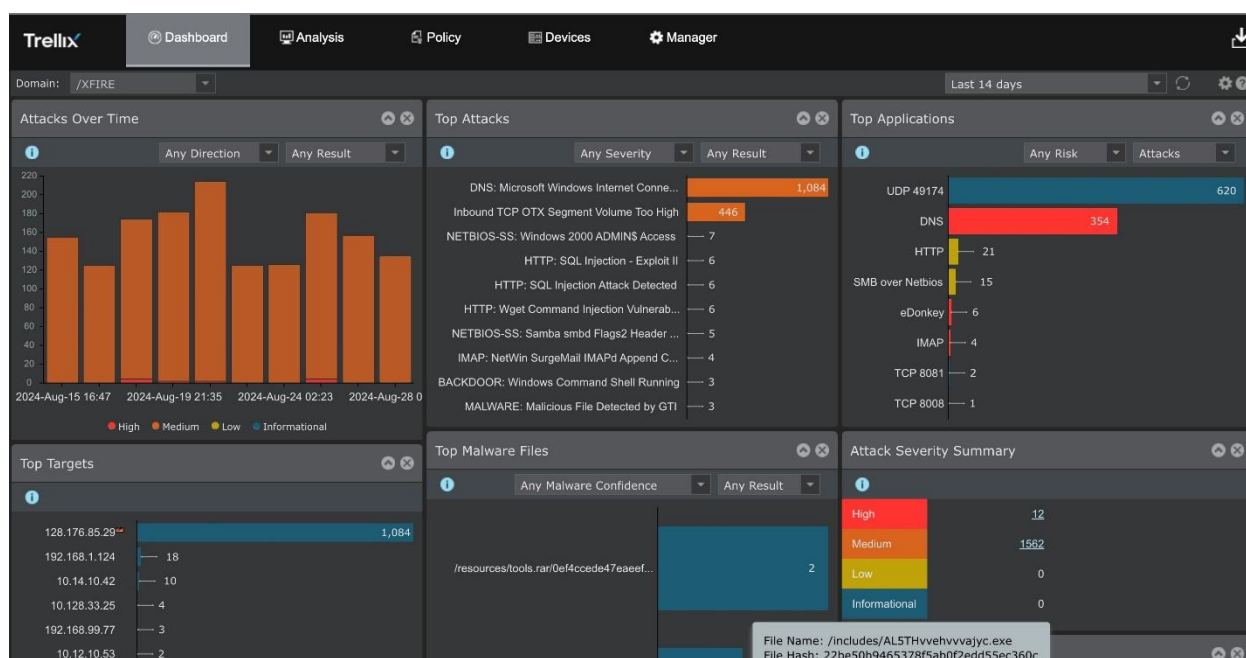 Trellix
Dashboard
Analysis
Policy
Devices
Manager
Domain: /XFIRE
Last 14 days
Attacks Over Time
Any Direction
Any Result
220
200
180
160
140
120
100
80
60
40
20
0
2024-Aug-15 16:47
2024-Aug-19 21:35
2024-Aug-24 02:23
2024-Aug-28 0
High
Medium
Low
Informational
Top Attacks
Any Severity
Any Result
DNS: Microsoft Windows Internet Conne... 1,084
Inbound TCP OTX Segment Volume Too High 446
NETBIOS-SS: Windows 2000 ADMIN$ Access 7
HTTP: SQL Injection - Exploit II 6
HTTP: SQL Injection Attack Detected 6
HTTP: Wget Command Injection Vulnerab... 6
NETBIOS-SS: Samba smbd Flags2 Header ... 5
IMAP: NetWin SurgeMail IMAPd Append C... 4
BACKDOOR: Windows Command Shell Running 3
MALWARE: Malicious File Detected by GTI 3
Top Applications
Any Risk
Attacks
UDP 49174 620
DNS 354
HTTP 21
SMB over Netbios 15
eDonkey 6
IMAP 4
TCP 8081 2
TCP 8008 1
Top Targets
128.176.85.29 1,084
192.168.1.124 18
10.14.10.42 10
10.128.33.25 4
192.168.99.77 3
10.12.10.53 2
Top Malware Files
Any Malware Confidence
Any Result
/resources/tools.rar/0ef4ccede47eaeef... 2
File Name: /includes/AL5THvvehvvvajyc.exe
File Hash: 22be50b9465378f5ab0f2edd55ec360c
Attack Severity Summary
High 12
Medium 1562
Low 0
Informational 0